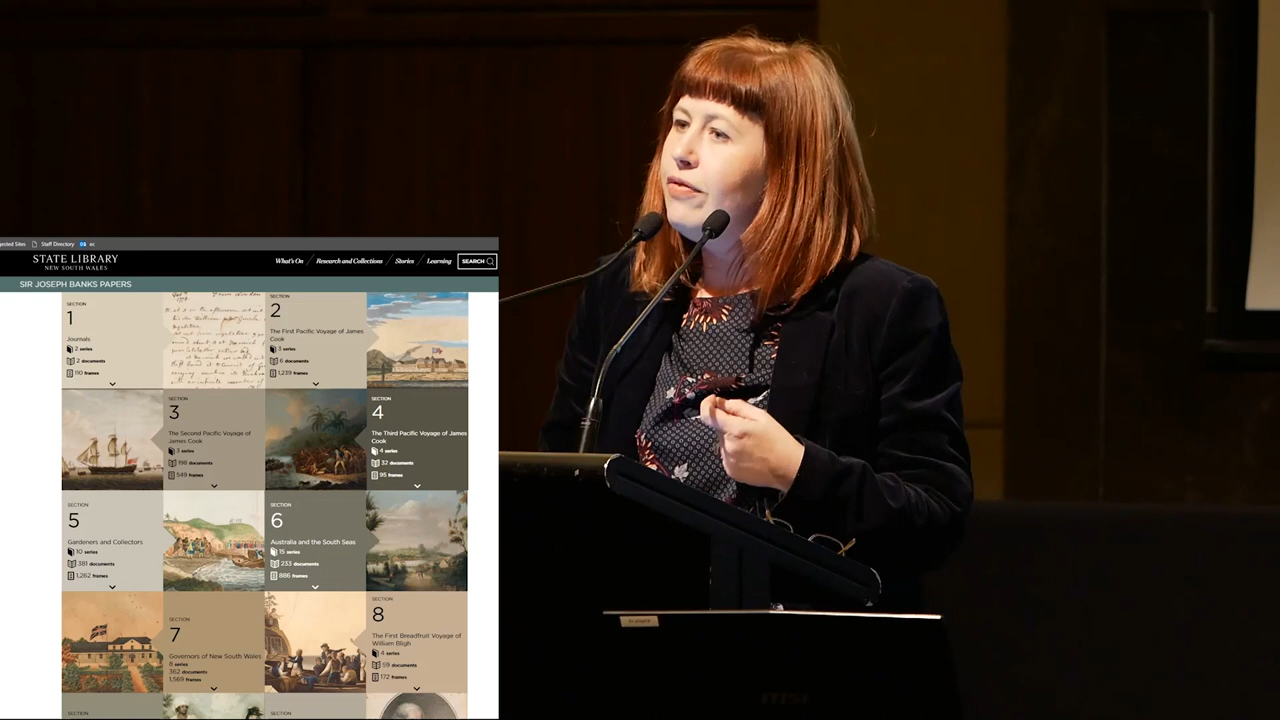 gested Sites Staff Directory ec
STATE LIBRARY
NEW SOUTH WALES
What's On / Research and Collections / Stories / Learning
SEARCH
SIR JOSEPH BANKS PAPERS
SECTION
1
Journals
2 series
2 documents
110 frames
SECTION
2
The First Pacific Voyage of James
Cook
3 series
6 documents
1,239 frames
SECTION
3
The Second Pacific Voyage of
James Cook
3 series
198 documents
549 frames
SECTION
4
The Third Pacific Voyage of James
Cook
4 series
32 documents
95 frames
SECTION
5
Gardeners and Collectors
10 series
381 documents
1,262 frames
SECTION
6
Australia and the South Seas
15 series
233 documents
886 frames
SECTION
7
Governors of New South Wales
8 series
362 documents
1,569 frames
SECTION
8
The First Breadfruit Voyage of
William Bligh
4 series
59 documents
172 frames
SECTION
SECTION